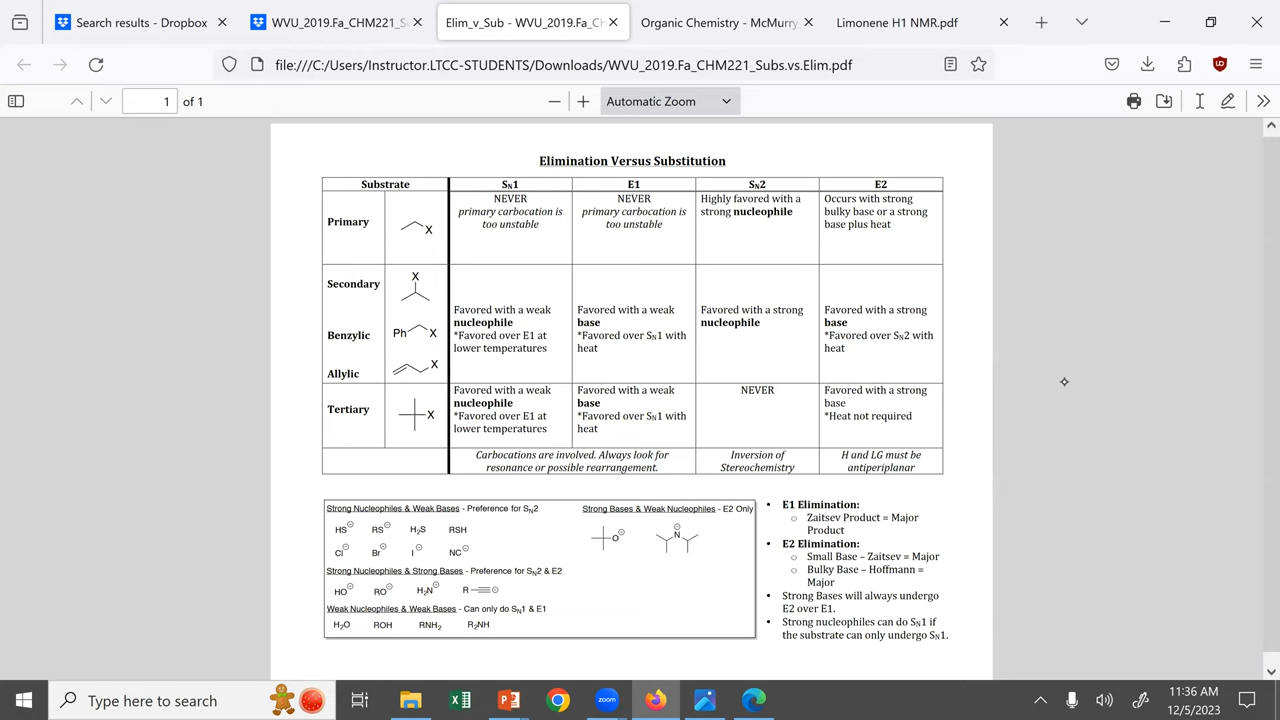 Search results - Dropbox
WVU_2019.Fa_CHM221_S
Elim_v_Sub - WVU_2019.Fa_CH
Organic Chemistry - McMurry
Limonene H1 NMR.pdf
file:///C:/Users/Instructor.LTCC-STUDENTS/Downloads/WVU_2019.Fa_CHM221_Subs.vs.Elim.pdf
1 of 1
Automatic Zoom
Elimination Versus Substitution
Substrate SN1 E1 SN2 E2
Primary
X
NEVER
primary carbocation is
too unstable
NEVER
primary carbocation is
too unstable
Highly favored with a
strong nucleophile
Occurs with strong
bulky base or a strong
base plus heat
Secondary
X
Benzylic
Ph X
Allylic
X
Favored with a weak
nucleophile
*Favored over E1 at
lower temperatures
Favored with a weak
base
*Favored over SN1 with
heat
Favored with a strong
nucleophile
Favored with a strong
base
*Favored over SN2 with
heat
Tertiary
X
Favored with a weak
nucleophile
*Favored over E1 at
lower temperatures
Favored with a weak
base
*Favored over SN1 with
heat
NEVER
Favored with a strong
base
*Heat not required
Carbocations are involved. Always look for
resonance or possible rearrangement.
Inversion of
Stereochemistry
H and LG must be
antiperiplanar
Strong Nucleophiles & Weak Bases - Preference for SN2
HS⊖ RS⊖ H2S RSH
Cl⊖ Br⊖ I⊖ NC⊖
Strong Nucleophiles & Strong Bases - Preference for SN2 & E2
HO⊖ RO⊖ H2N⊖ R ⊖
Weak Nucleophiles & Weak Bases - Can only do SN1 & E1
H2O ROH RNH2 R2NH
Strong Bases & Weak Nucleophiles - E2 Only
O⊖ N⊖
• E1 Elimination:
o Zaitsev Product = Major
Product
• E2 Elimination:
o Small Base – Zaitsev = Major
o Bulky Base – Hoffmann =
Major
• Strong Bases will always undergo
E2 over E1.
• Strong nucleophiles can do SN1 if
the substrate can only undergo SN1.
Type here to search
11:36 AM
12/5/2023